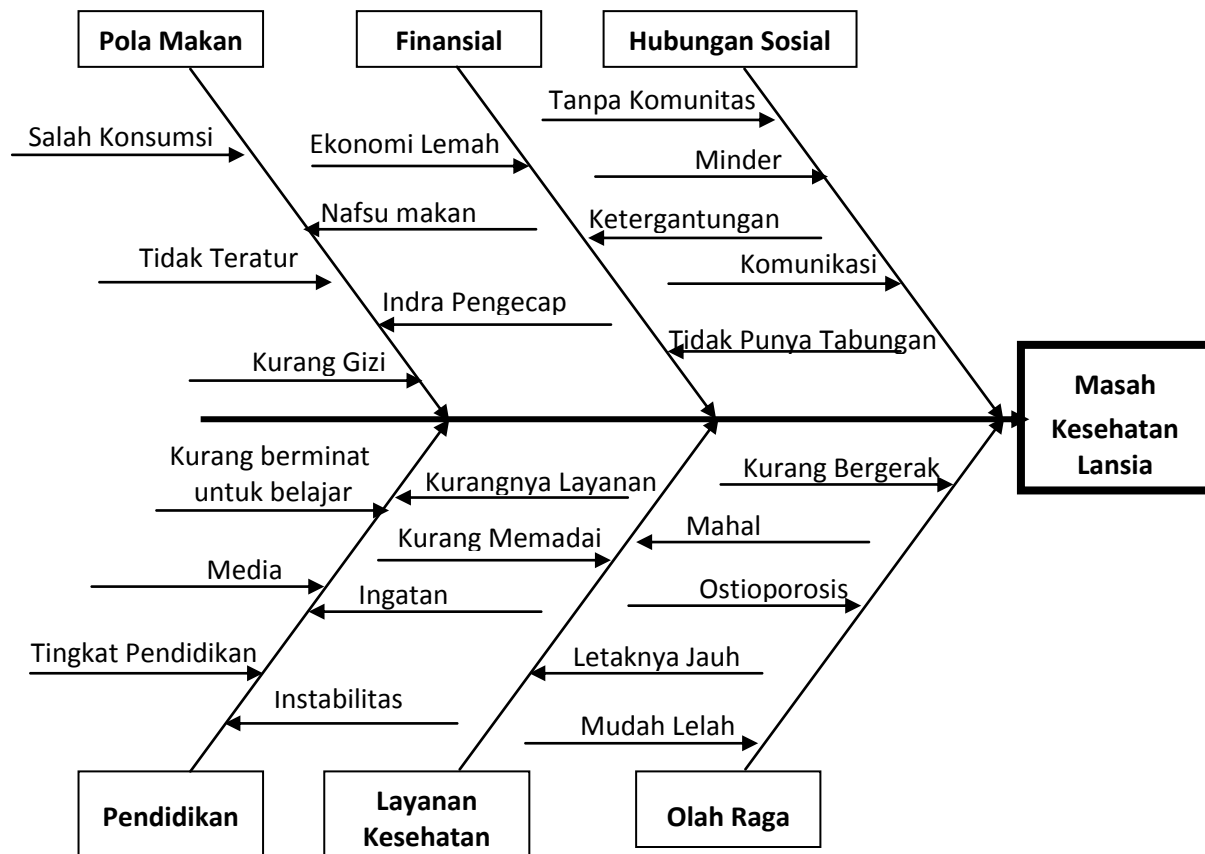 Pola Makan
Finansial
Hubungan Sosial
Tanpa Komunitas
Salah Konsumsi
Ekonomi Lemah
Minder
Nafsu makan
Ketergantungan
Tidak Teratur
Komunikasi
Indra Pengecap
Tidak Punya Tabungan
Kurang Gizi
Masah
Kesehatan
Lansia
Kurang berminat
untuk belajar
Kurangnya Layanan
Kurang Bergerak
Kurang Memadai
Mahal
Media
Ingatan
Ostioporosis
Tingkat Pendidikan
Letaknya Jauh
Instabilitas
Mudah Lelah
Pendidikan
Layanan
Kesehatan
Olah Raga